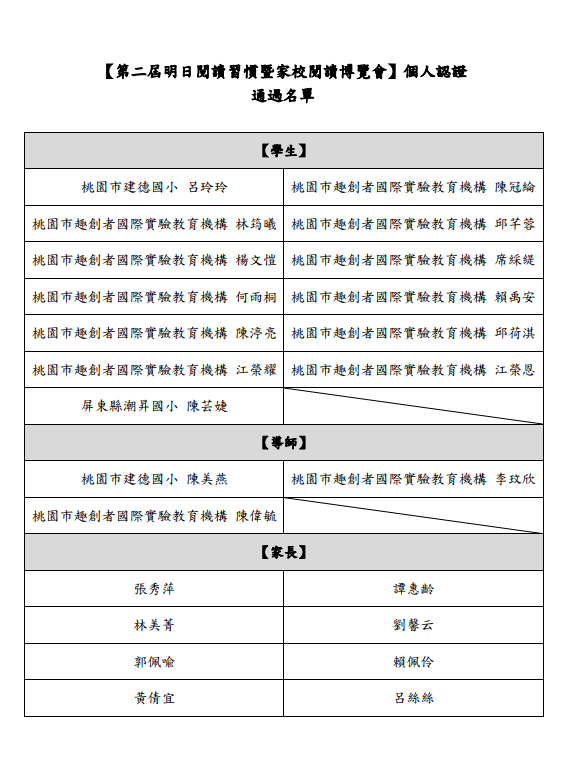 【第二屆明日閱讀習慣暨家校閱讀博覽會】個人認證
通過名單
【學生】
桃園市建德國小 呂玲玲
桃園市趣創者國際實驗教育機構 陳冠綸
桃園市趣創者國際實驗教育機構 林筠曦
桃園市趣創者國際實驗教育機構 邱芊蓉
桃園市趣創者國際實驗教育機構 楊文愷
桃園市趣創者國際實驗教育機構 席綵緹
桃園市趣創者國際實驗教育機構 何雨桐
桃園市趣創者國際實驗教育機構 賴禹安
桃園市趣創者國際實驗教育機構 陳渟亮
桃園市趣創者國際實驗教育機構 邱荷淇
桃園市趣創者國際實驗教育機構 江榮耀
桃園市趣創者國際實驗教育機構 江榮恩
屏東縣潮昇國小 陳芸婕
【導師】
桃園市建德國小 陳美燕
桃園市趣創者國際實驗教育機構 李玟欣
桃園市趣創者國際實驗教育機構 陳偉毓
【家長】
張秀萍
譚惠齡
林美菁
劉馨云
郭佩喩
賴佩伶
黃倩宜
呂絲絲